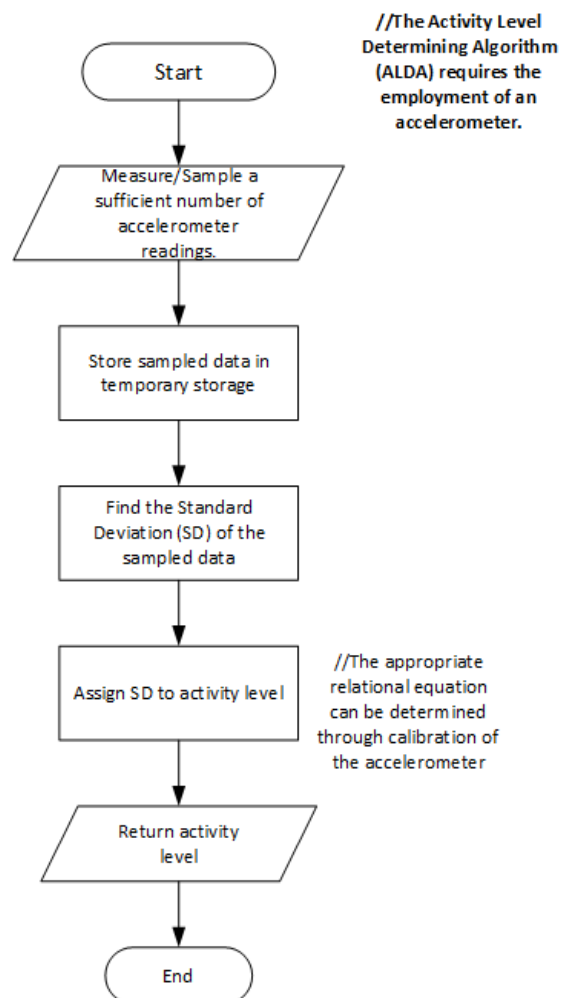 //The Activity Level
Determining Algorithm
(ALDA) requires the
employment of an
accelerometer.
Start
Measure/Sample a
sufficient number of
accelerometer
readings.
Store sampled data in
temporary storage
Find the Standard
Deviation (SD) of the
sampled data
Assign SD to activity level
//The appropriate
relational equation
can be determined
through calibration of
the accelerometer
Return activity
level
End